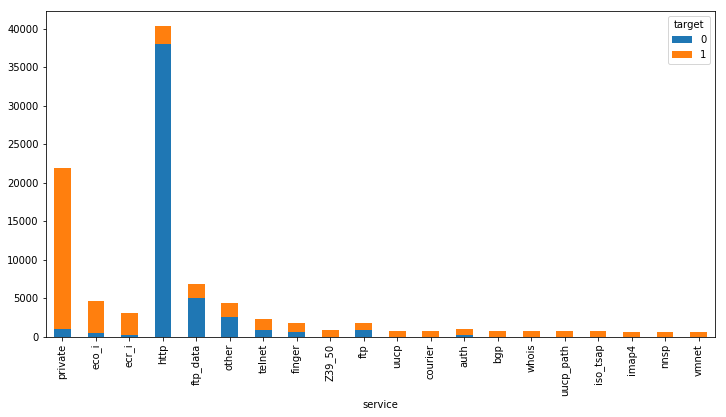 target
0
1
40000
35000
30000
25000
20000
15000
10000
5000
0
private
eco_i
ecr_i
http
ftp_data
other
telnet
finger
Z39_50
ftp
uucp
courier
auth
bgp
whois
uucp_path
iso_tsap
imap4
nnsp
vmnet
service